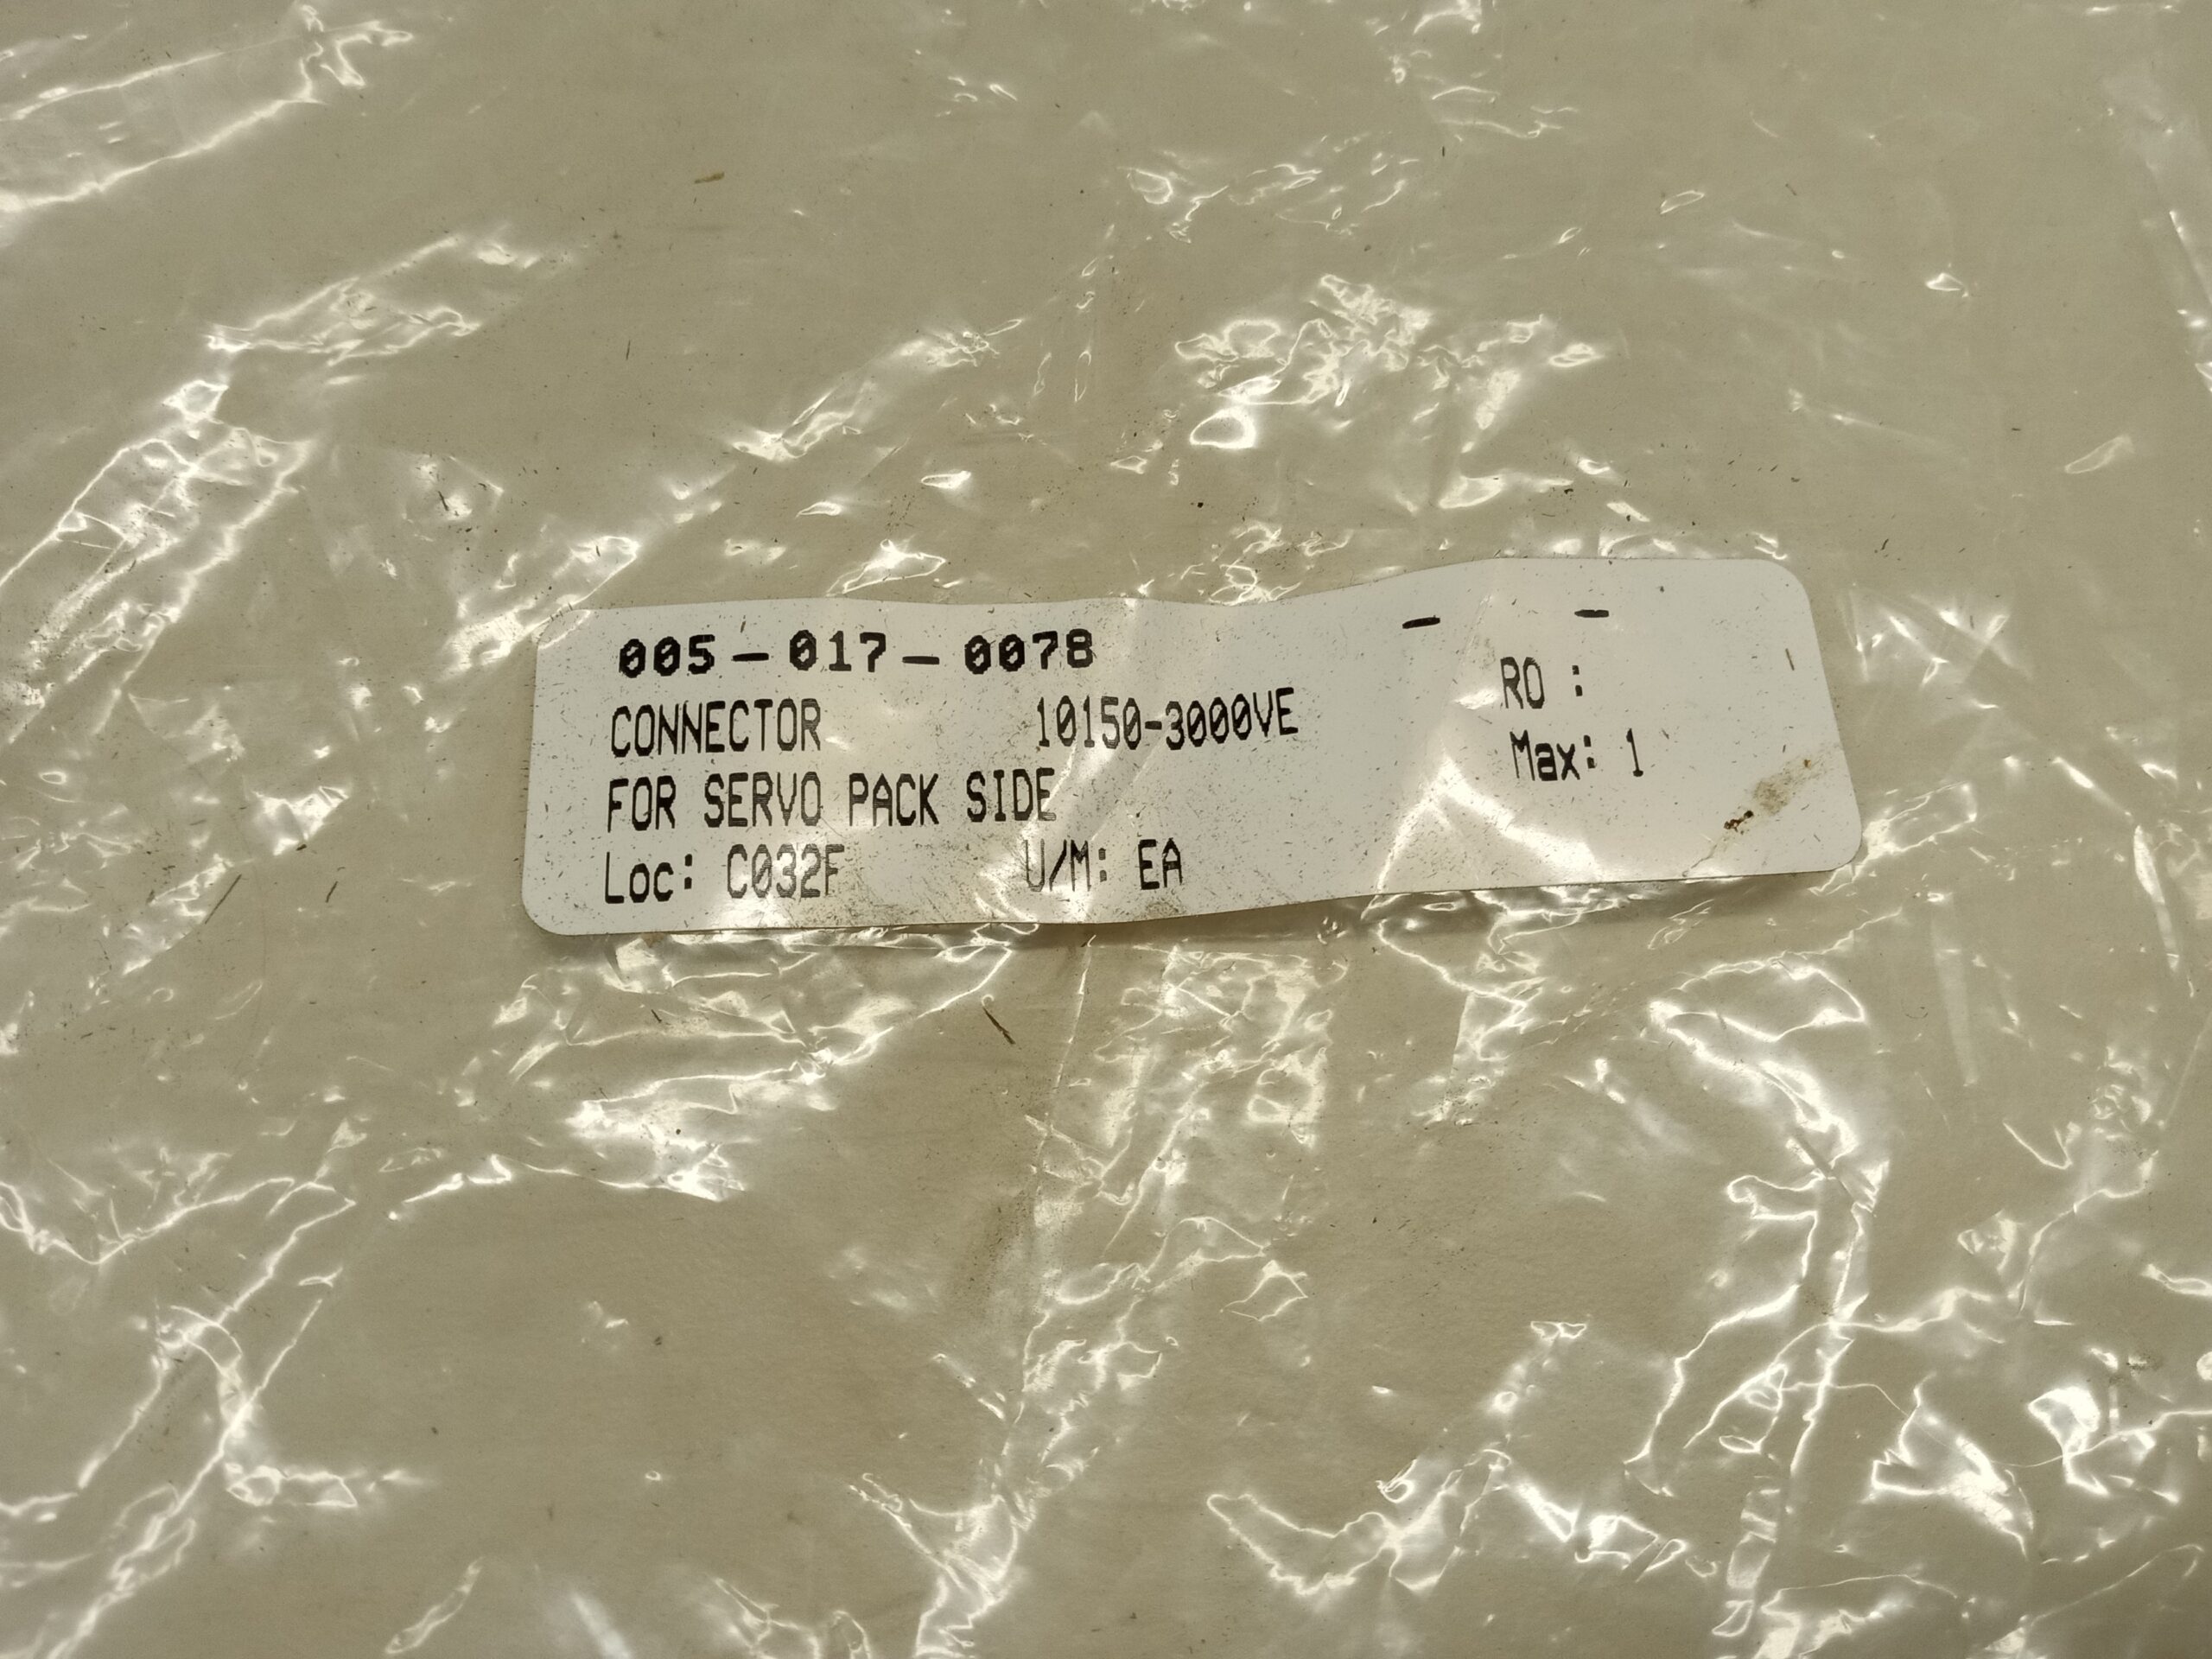 005-017-0078 - -
CONNECTOR 10150-3000VE RO :
FOR SERVO PACK SIDE Max: 1
Loc: C032F U/M: EA